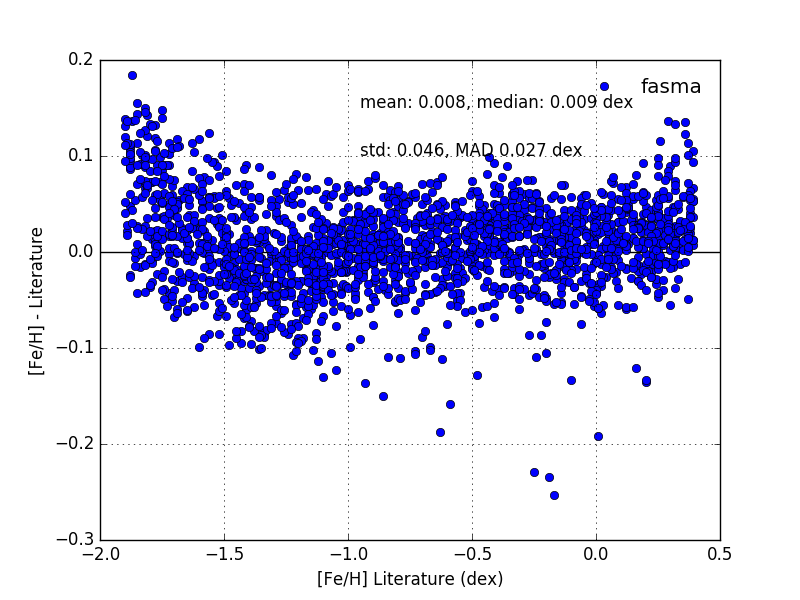 0.2
fasma
mean: 0.008, median: 0.009 dex
0.1
std: 0.046, MAD 0.027 dex
0.0
[Fe/H] - Literature
−0.1
−0.2
−0.3
−2.0 −1.5 −1.0 −0.5 0.0 0.5
[Fe/H] Literature (dex)